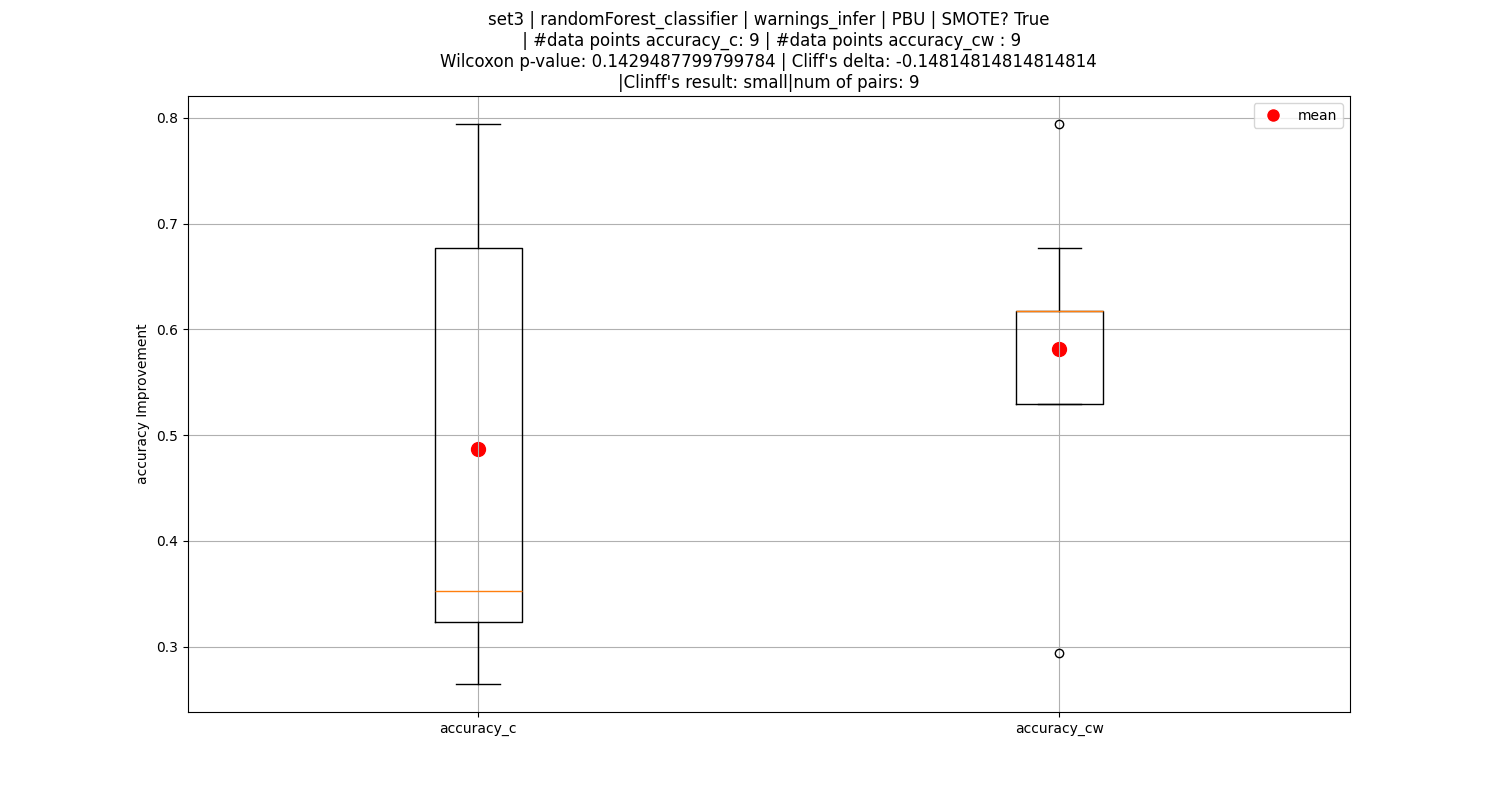 set3 | randomForest_classifier | warnings_infer | PBU | SMOTE? True
| #data points accuracy_c: 9 | #data points accuracy_cw : 9
Wilcoxon p-value: 0.1429487799799784 | Cliff's delta: -0.14814814814814814
|Clinff's result: small|num of pairs: 9
mean
0.8
0.7
0.6
0.5
0.4
0.3
accuracy Improvement
accuracy_c
accuracy_cw